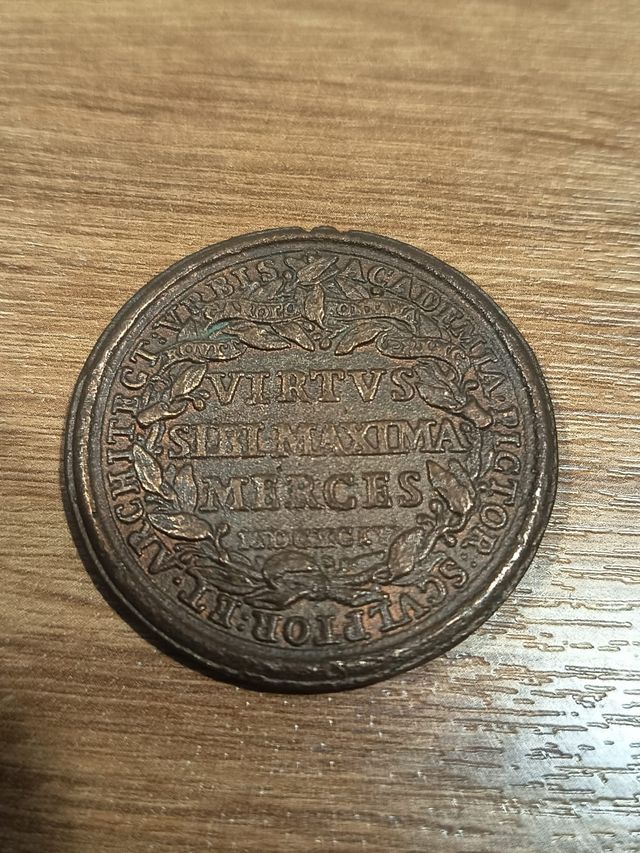 ACADEMIA·PICTOR·SCVLPTOR:ET:ARCHITECT:VRBIS
VIRTVS
SIBI·MAXIMA
MERCES